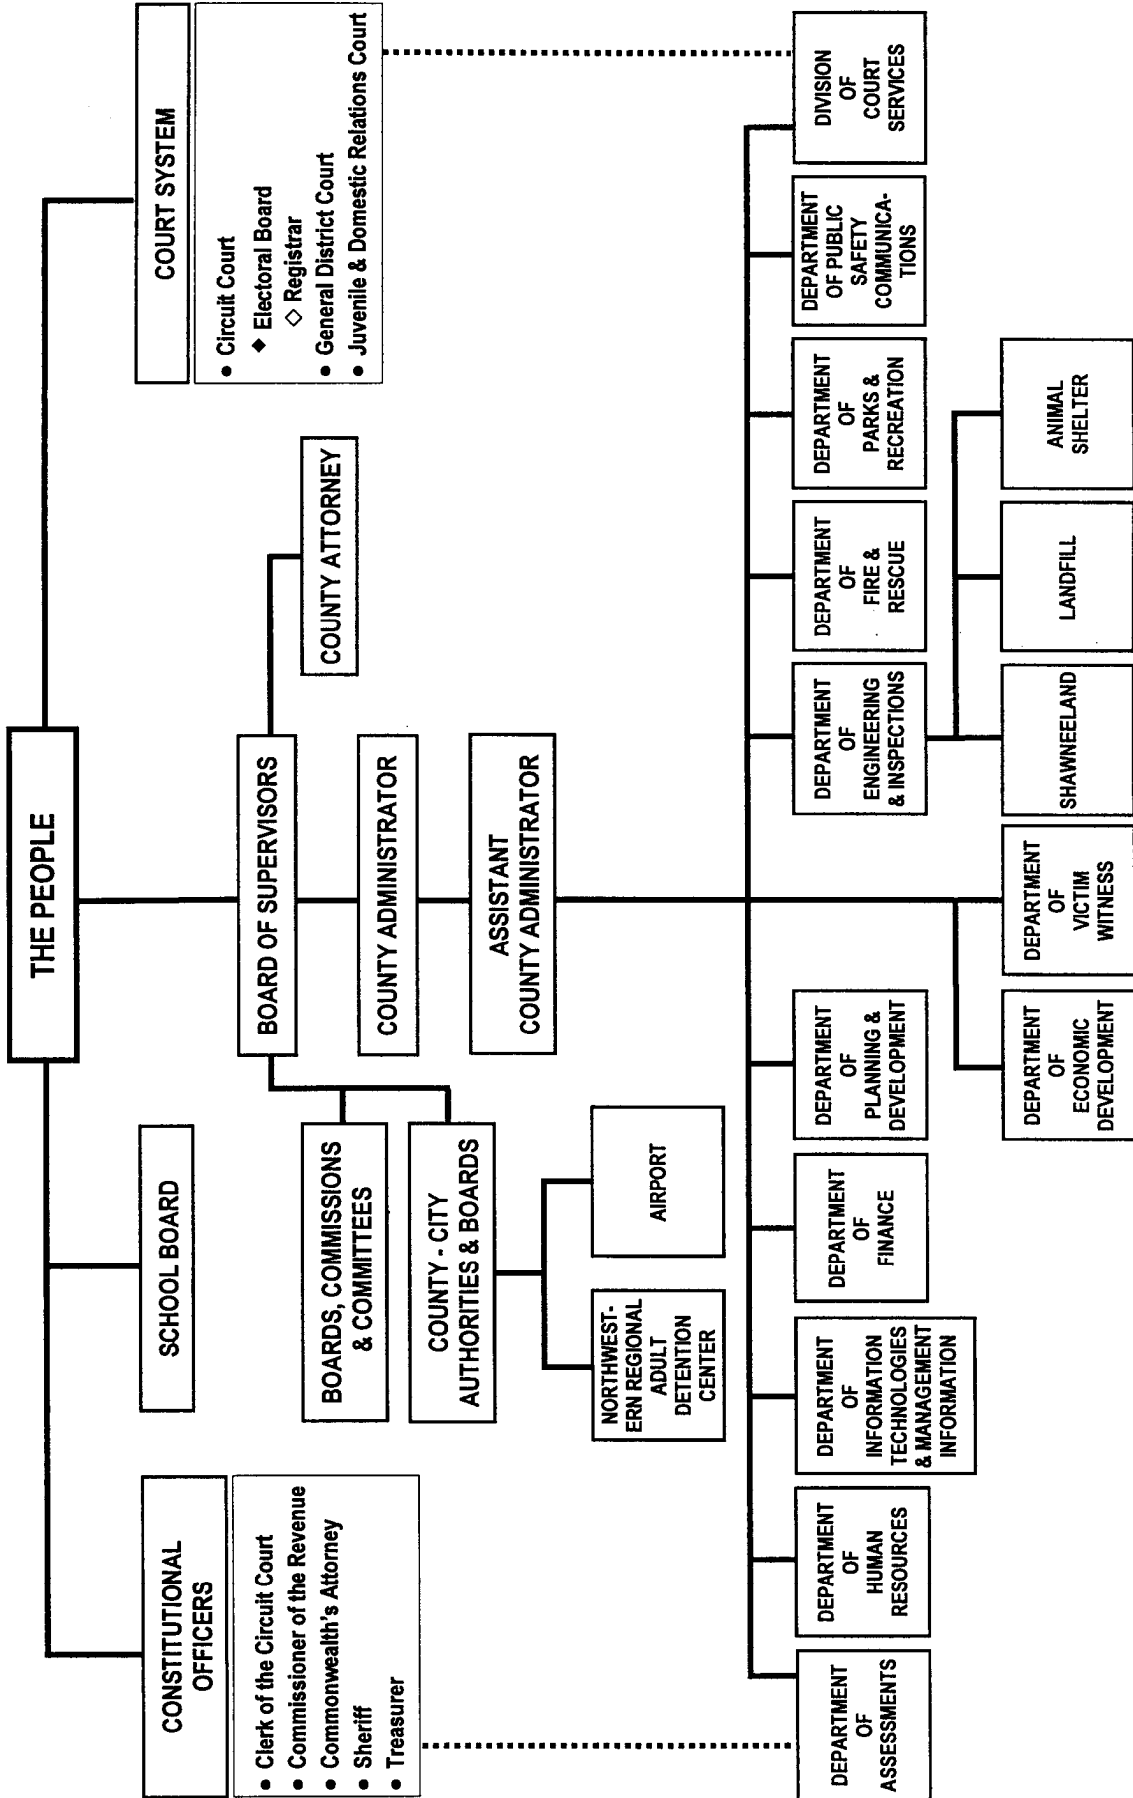 THE PEOPLE
CONSTITUTIONAL
OFFICERS
• Clerk of the Circuit Court
• Commissioner of the Revenue
• Commonwealth's Attorney
• Sheriff
• Treasurer
SCHOOL BOARD
COURT SYSTEM
• Circuit Court
◆ Electoral Board
◇ Registrar
• General District Court
• Juvenile & Domestic Relations Court
BOARD OF SUPERVISORS
COUNTY ATTORNEY
BOARDS, COMMISSIONS
& COMMITTEES
COUNTY - CITY
AUTHORITIES & BOARDS
COUNTY ADMINISTRATOR
ASSISTANT
COUNTY ADMINISTRATOR
NORTHWEST-
ERN REGIONAL
ADULT
DETENTION
CENTER
AIRPORT
DEPARTMENT
OF
ASSESSMENTS
DEPARTMENT
OF
HUMAN
RESOURCES
DEPARTMENT
OF
INFORMATION
TECHNOLOGIES
& MANAGEMENT
INFORMATION
DEPARTMENT
OF
FINANCE
DEPARTMENT
OF
PLANNING &
DEVELOPMENT
DEPARTMENT
OF
ENGINEERING
& INSPECTIONS
DEPARTMENT
OF
FIRE &
RESCUE
DEPARTMENT
OF
PARKS &
RECREATION
DEPARTMENT
OF PUBLIC
SAFETY
COMMUNICA-
TIONS
DIVISION
OF
COURT
SERVICES
DEPARTMENT
OF
ECONOMIC
DEVELOPMENT
DEPARTMENT
OF
VICTIM
WITNESS
SHAWNEELAND
LANDFILL
ANIMAL
SHELTER